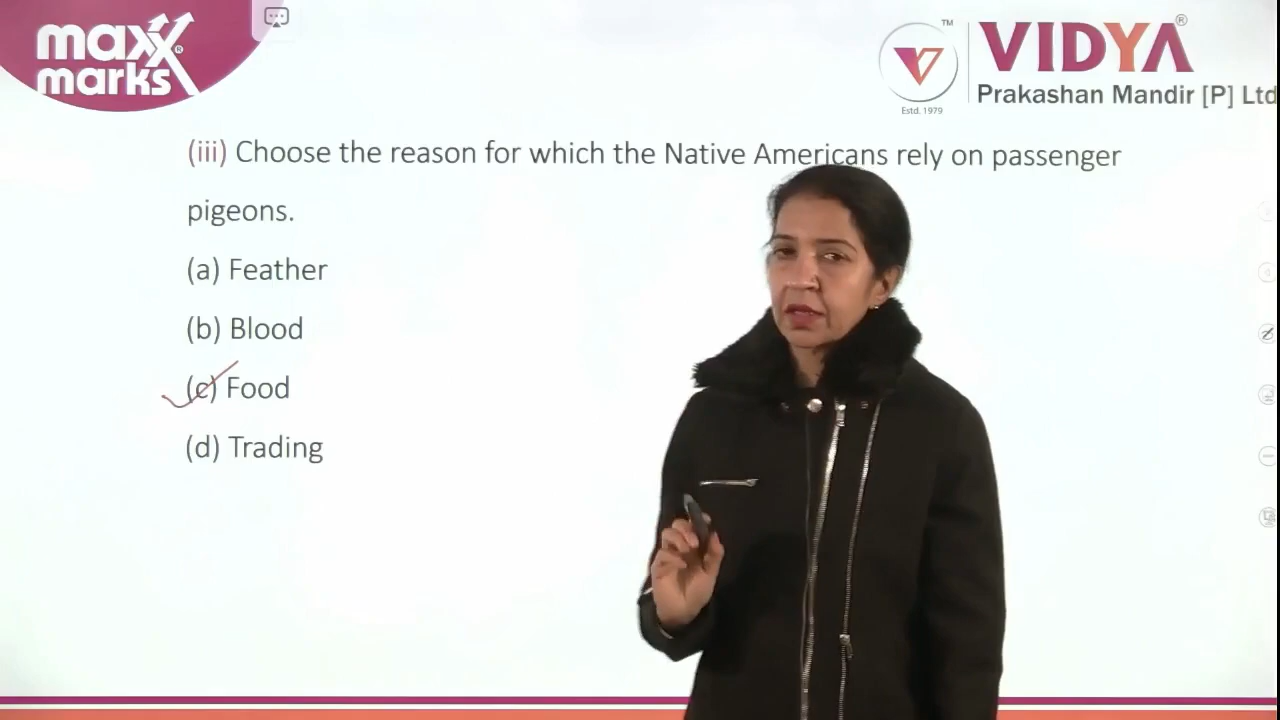 maxx
marks
VIDYA
Prakashan Mandir [P] Ltd
TM
®
®
Estd. 1979
(iii) Choose the reason for which the Native Americans rely on passenger
pigeons.
(a) Feather
(b) Blood
(c) Food
(d) Trading